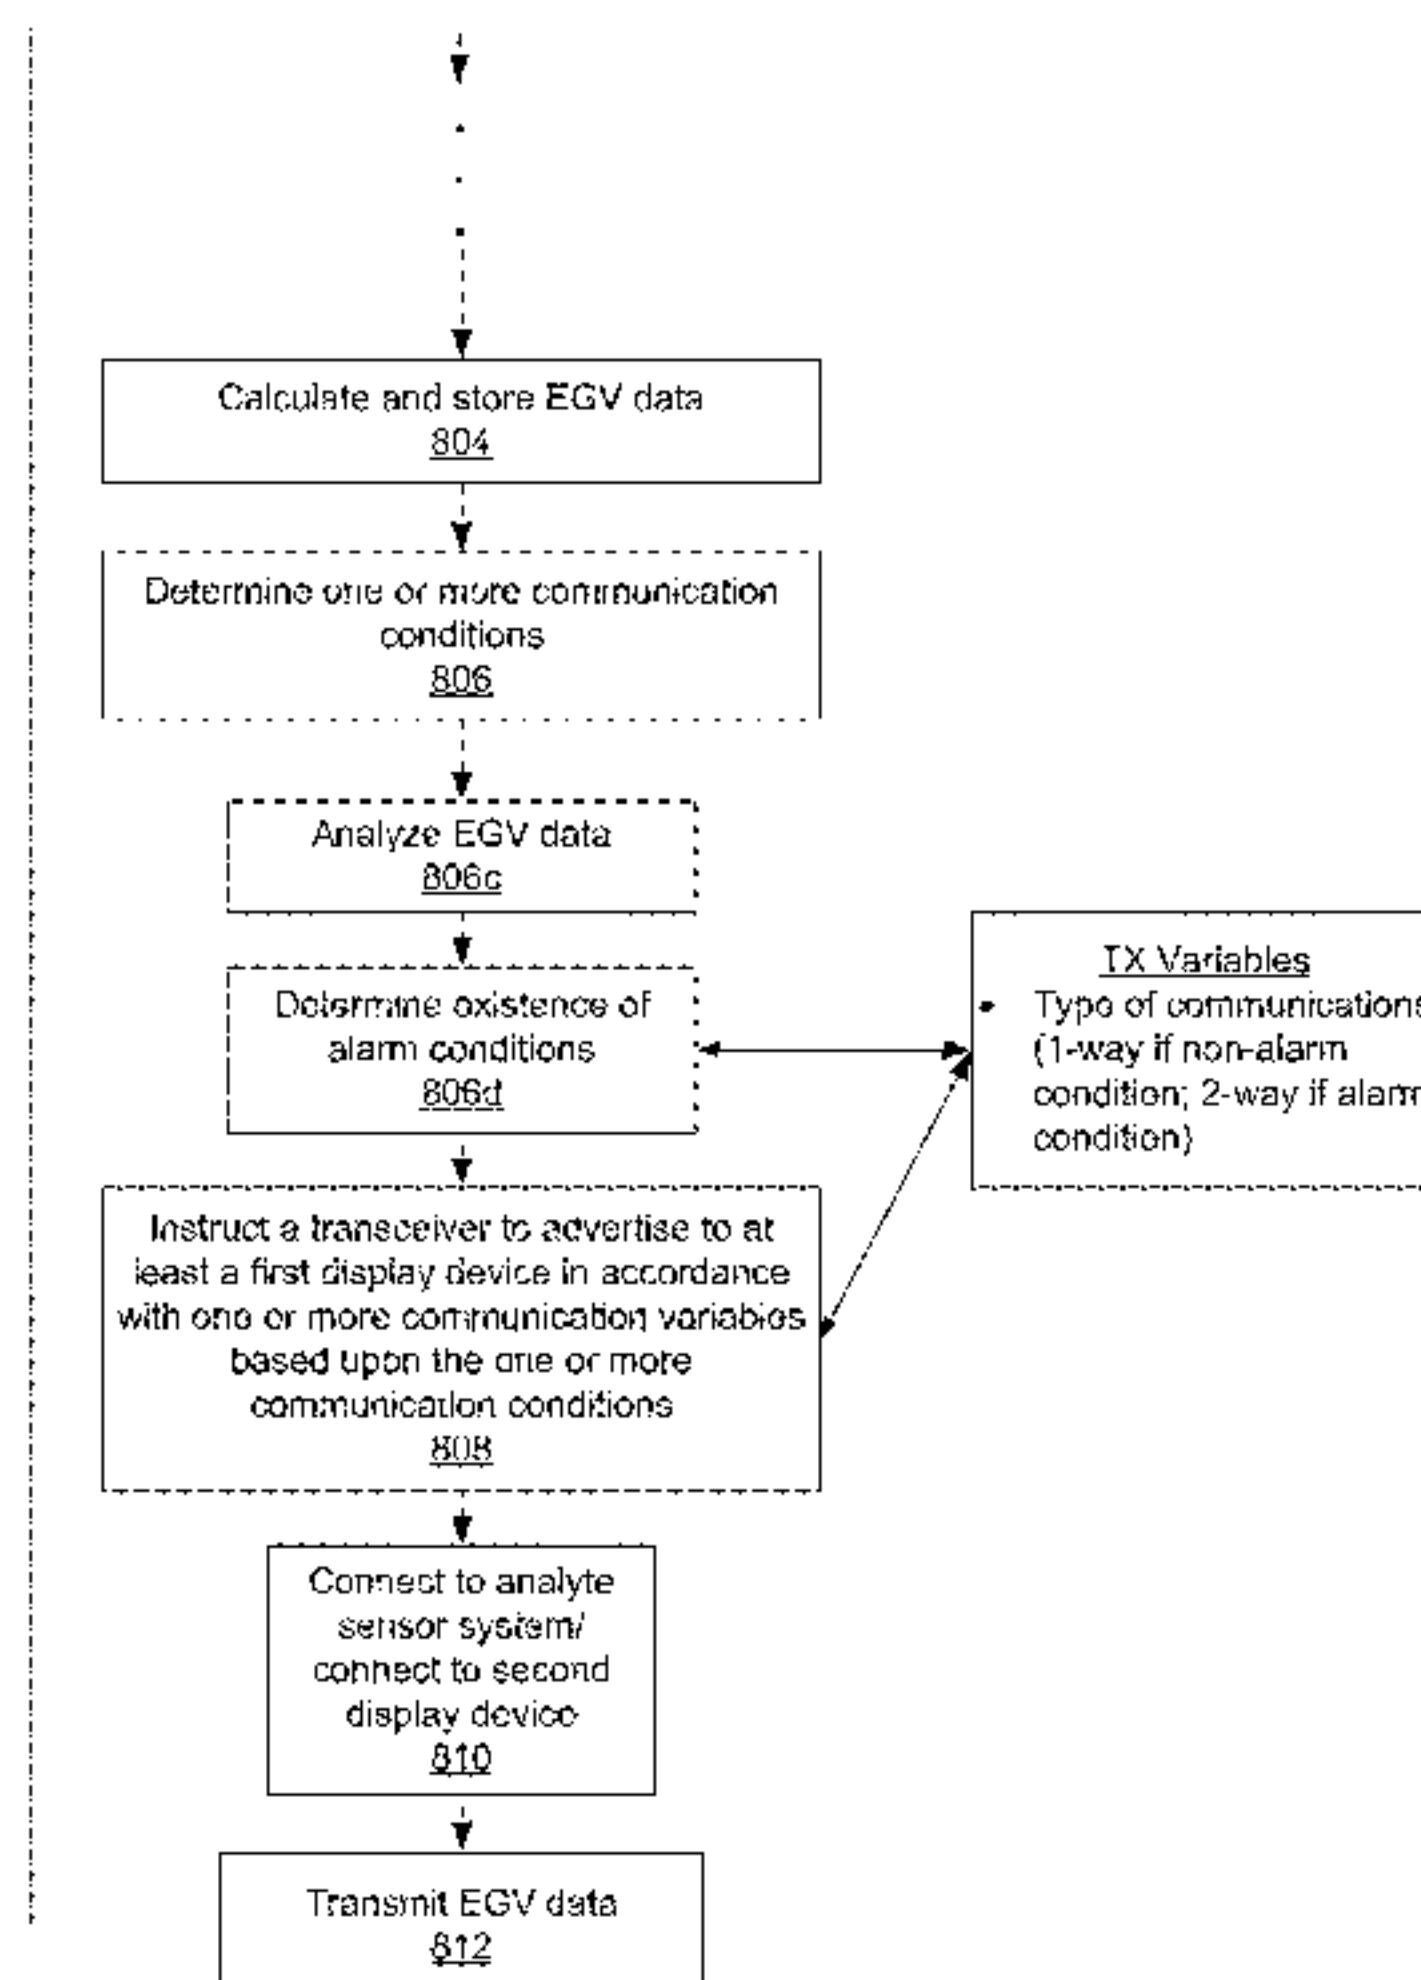 Calculate and store EGV data
804
Determine one or more communication
conditions
806
Analyze EGV data
806c
Determine existence of
alarm conditions
806d
TX Variables
• Type of communications
(1-way if non-alarm
condition; 2-way if alarm
condition)
Instruct a transceiver to advertise to at
least a first display device in accordance
with one or more communication variables
based upon the one or more
communication conditions
808
Connect to analyte
sensor system/
connect to second
display device
810
Transmit EGV data
812